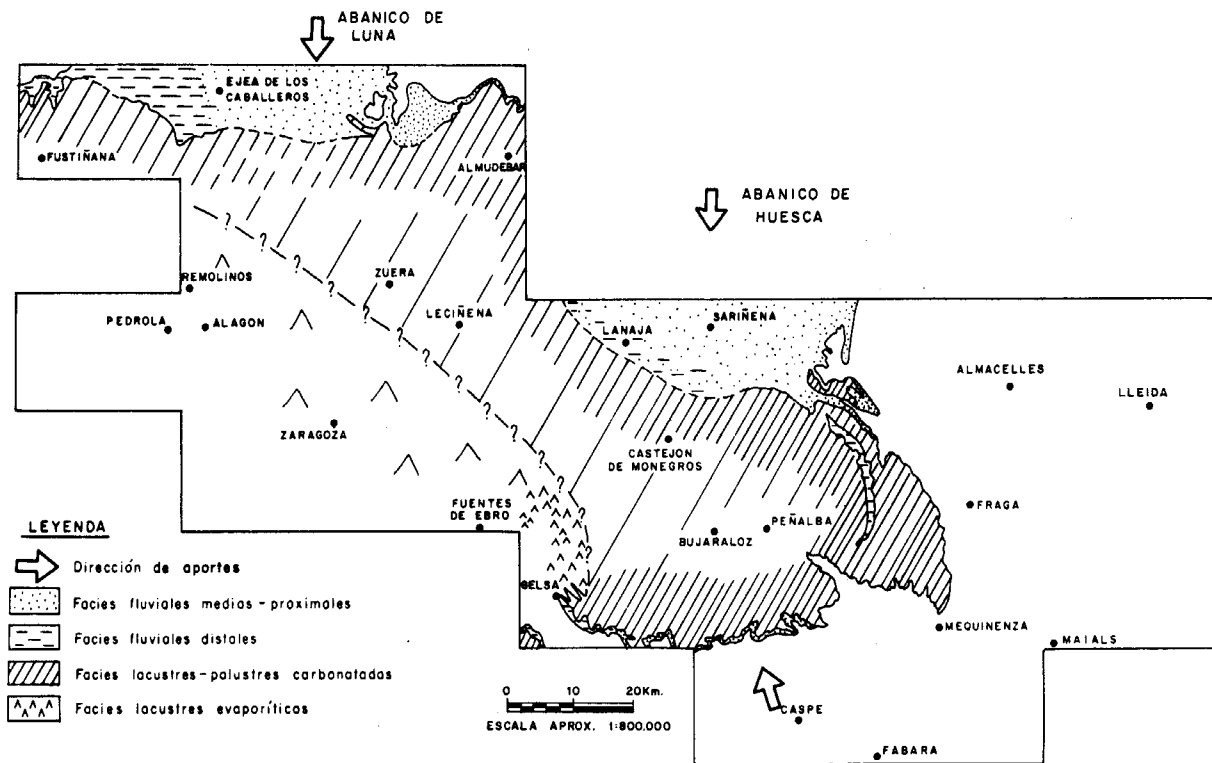 ABANICO DE
LUNA
EJEA DE LOS
CABALLEROS
FUSTIÑANA
ALMUDEBAR
ABANICO DE
HUESCA
REMOLINOS
ZUERA
PEDROLA
ALAGON
LECIÑENA
LANAJA
SARIÑENA
ALMACELLES
LLEIDA
ZARAGOZA
CASTEJON
DE MONEGROS
FUENTES
DE EBRO
BUJARALOZ
PEÑALBA
FRAGA
GELSA
MEQUINENZA
MAIALS
CASPE
FABARA
LEYENDA
Dirección de aportes
Facies fluviales medias-proximales
Facies fluviales distales
Facies lacustres-palustres carbonatadas
Facies lacustres evaporíticas
0 10 20Km.
ESCALA APROX. 1:800.000
? ? ? ? ? ? ? ? ? ? ? ? ?